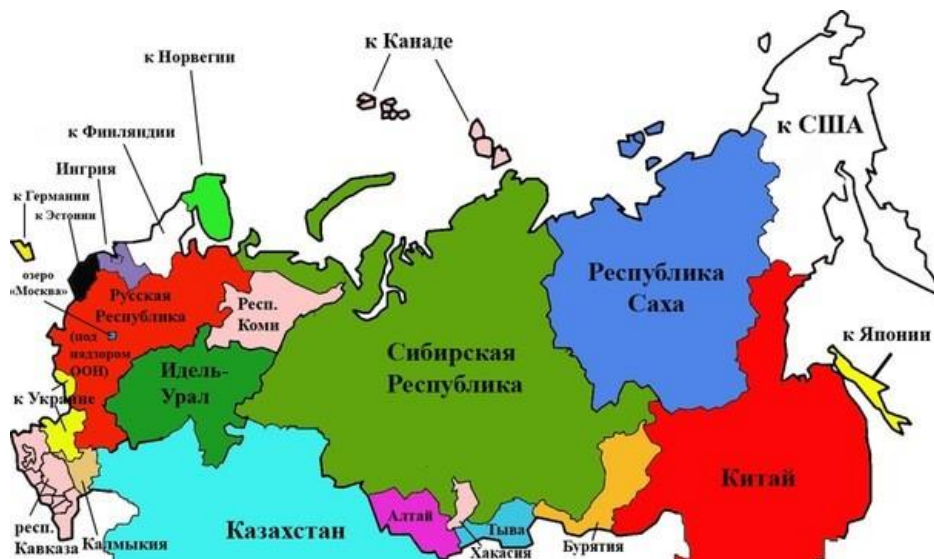 к Норвегии
к Канаде
к Финляндии
к США
Ингрия
к Германии
к Эстонии
озеро
«Москва»
Русская
Республика
(под
надзором
ООН)
Респ.
Коми
Республика
Саха
к Японии
Идель-
Урал
Сибирская
Республика
к Украине
Китай
респ.
Кавказа
Калмыкия
Казахстан
Алтай
Хакасия
Тыва
Бурятия